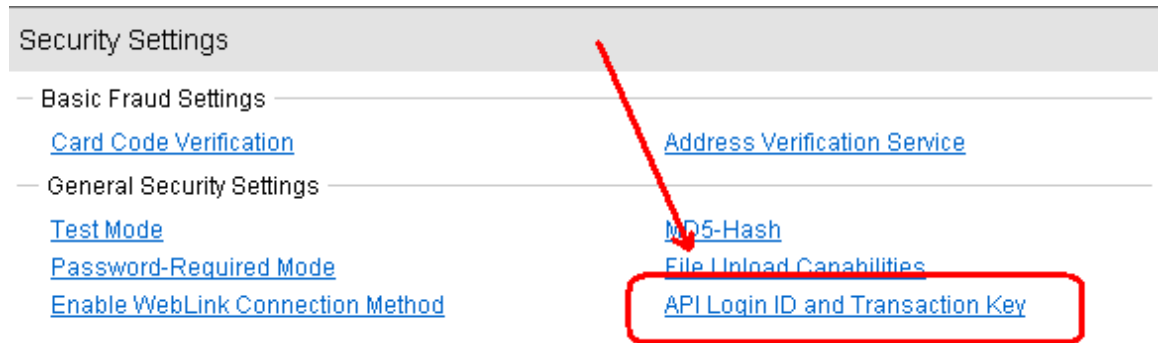 Security Settings
Basic Fraud Settings
Card Code Verification Address Verification Service
General Security Settings
Test Mode MD5-Hash
Password-Required Mode File Upload Capabilities
Enable WebLink Connection Method API Login ID and Transaction Key